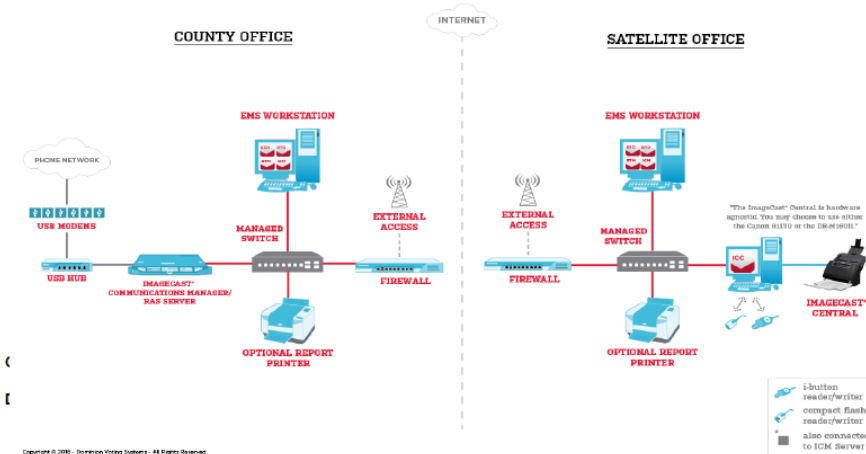 INTERNET
COUNTY OFFICE
SATELLITE OFFICE
EMS WORKSTATION
EMS WORKSTATION
PHONE NETWORK
USB MODEMS
EXTERNAL
ACCESS
MANAGED
SWITCH
USB HUB
IMAGECAST®
COMMUNICATIONS MANAGER/
RAS SERVER
FIREWALL
OPTIONAL REPORT
PRINTER
EXTERNAL
ACCESS
MANAGED
SWITCH
"The ImageCast® Central is hardware
agnostic. You may choose to use either
the Canon G1130 or the DR-M160II."
ICC
FIREWALL
IMAGECAST®
CENTRAL
OPTIONAL REPORT
PRINTER
i-button
reader/writer
compact flash
reader/writer
* also connected
to ICM Server
Copyright © 2016 - Dominion Voting Systems - All Rights Reserved.